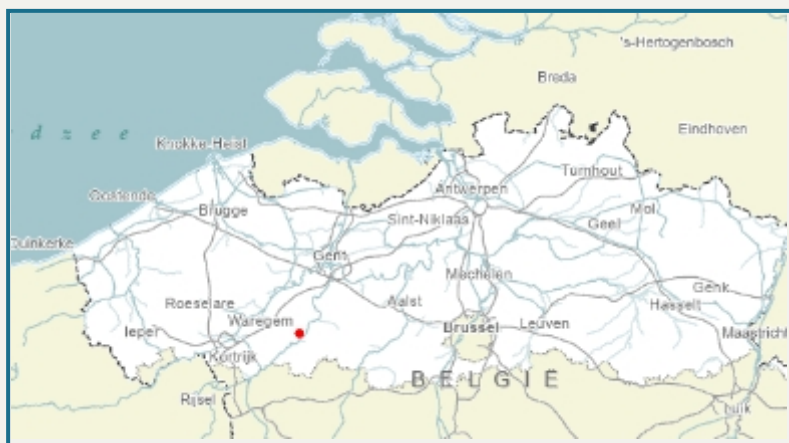 's-Hertogenbosch
Breda
dzee
Eindhoven
Knokke-Heist
Turnhout
Antwerpen
Oostende
Mol
Brugge
Sint-Niklaas
Geel
Duinkerke
Gent
Mechelen
Genk
Roeselare
Aalst
Hasselt
Waregem
Ieper
Brussel
Leuven
Maastricht
Kortrijk
BELGIË
Rijsel
Luik